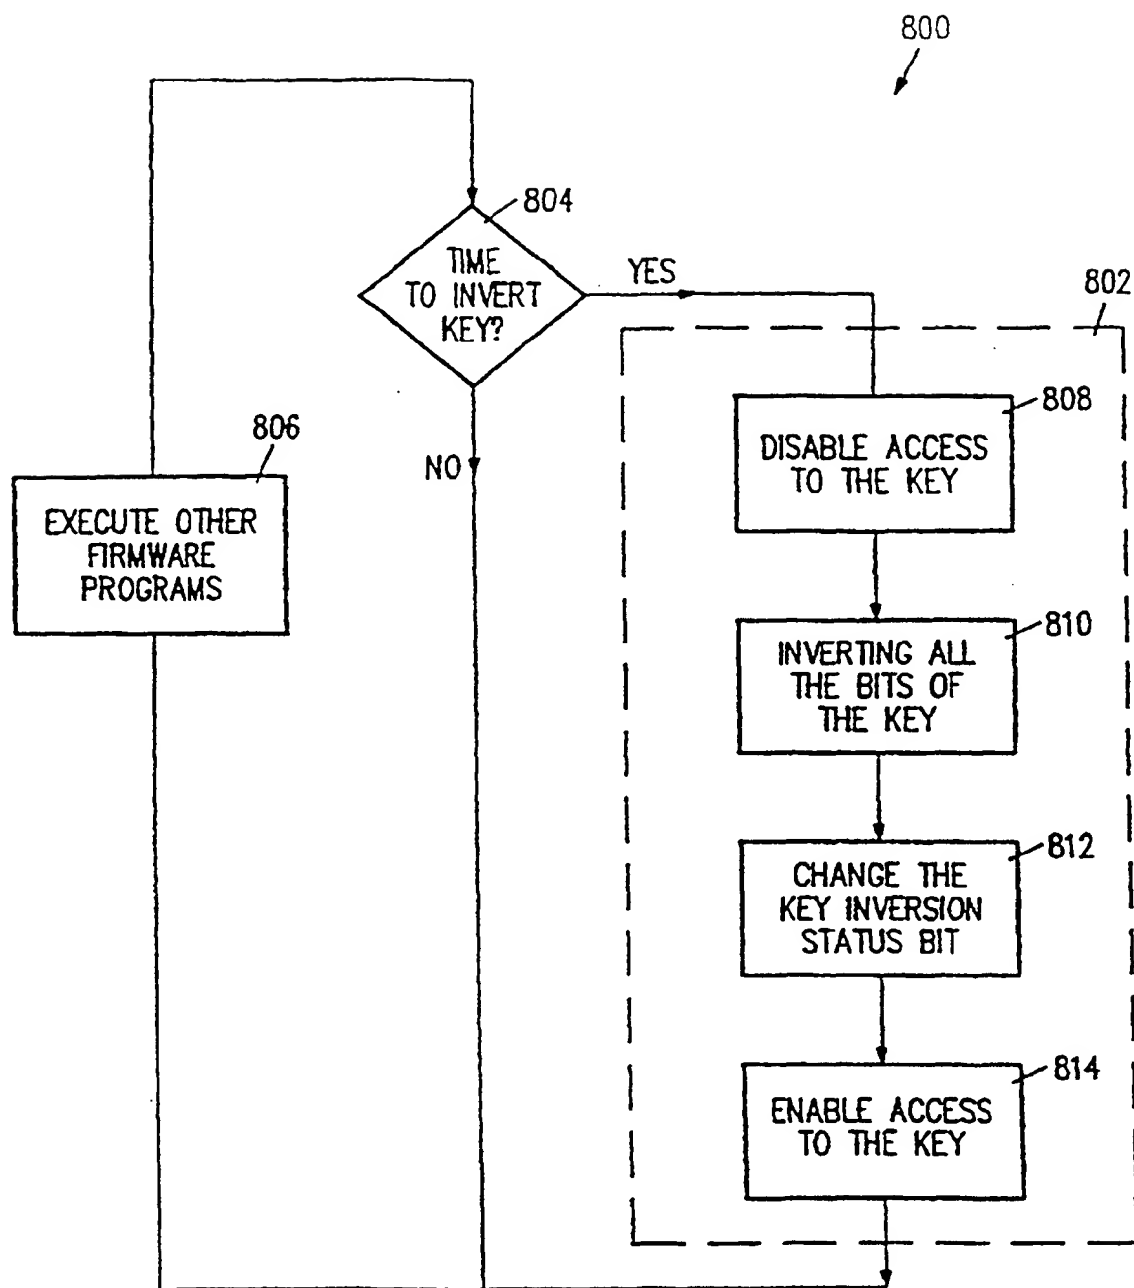 800
804
TIME
TO INVERT
KEY?
YES
802
808
DISABLE ACCESS
TO THE KEY
806
NO
EXECUTE OTHER
FIRMWARE
PROGRAMS
810
INVERTING ALL
THE BITS OF
THE KEY
812
CHANGE THE
KEY INVERSION
STATUS BIT
814
ENABLE ACCESS
TO THE KEY